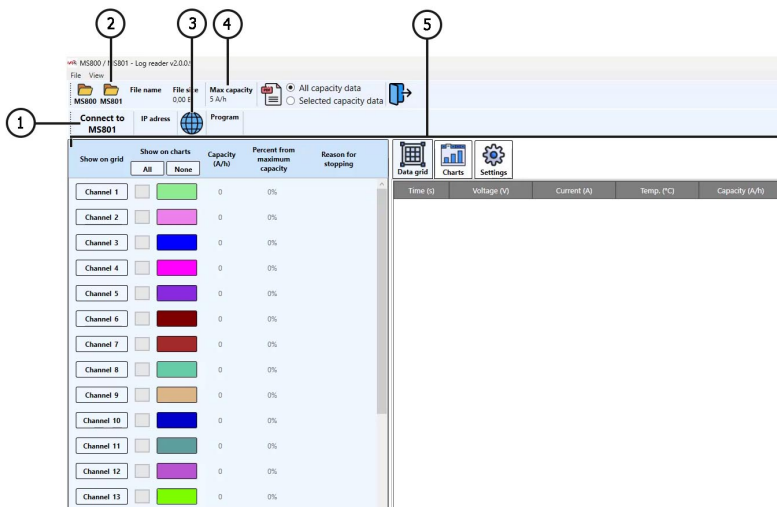 2
3
4
5
MS800 / MS801 - Log reader v2.0.0.9
File View
MS800 MS801
File name
File size
0,00 B
Max capacity
5 A/h
All capacity data
Selected capacity data
1
Connect to
MS801
IP adress
Program
Show on grid
Show on charts
All None
Capacity
(A/h)
Percent from
maximum
capacity
Reason for
stopping
Data grid Charts Settings
Time (s) Voltage (V) Current (A) Temp. (°C) Capacity (A/h)
Channel 1 0 0%
Channel 2 0 0%
Channel 3 0 0%
Channel 4 0 0%
Channel 5 0 0%
Channel 6 0 0%
Channel 7 0 0%
Channel 8 0 0%
Channel 9 0 0%
Channel 10 0 0%
Channel 11 0 0%
Channel 12 0 0%
Channel 13 0 0%